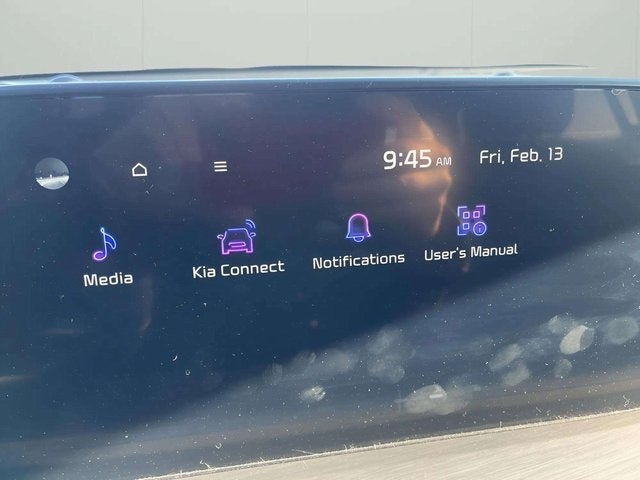 9:45 AM Fri, Feb. 13
Media Kia Connect Notifications User's Manual